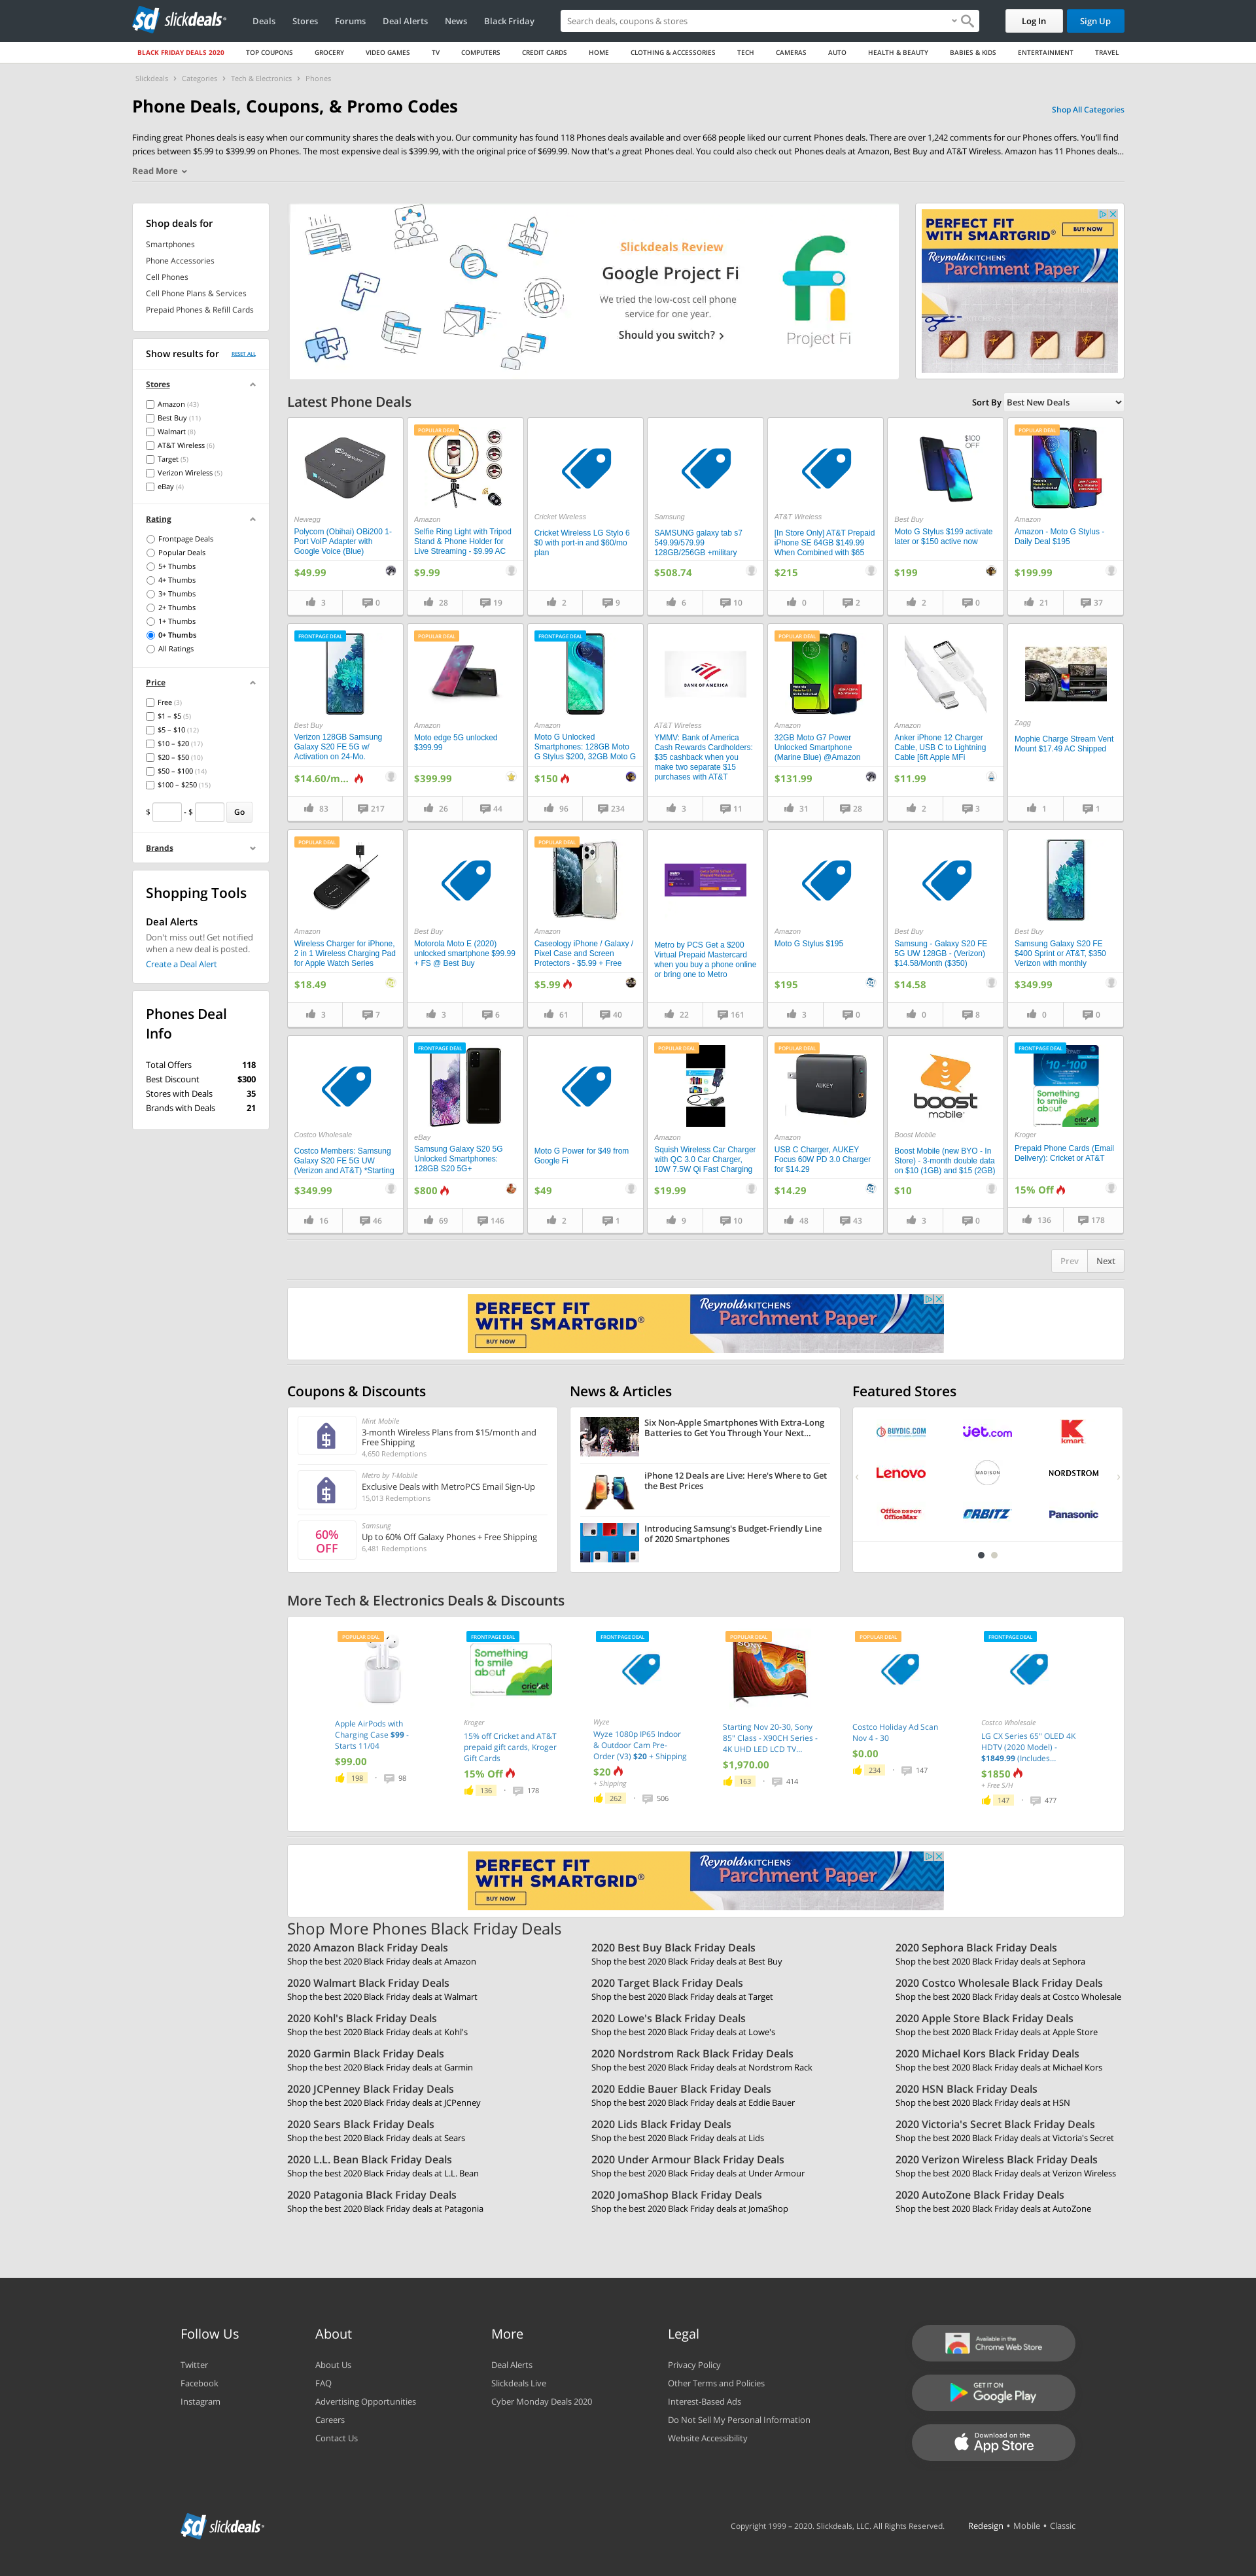 sd slickdeals
Deals
Stores
Forums
Deal Alerts
News
Black Friday
Search deals, coupons & stores
Log In
Sign Up
BLACK FRIDAY DEALS 2020
TOP COUPONS
GROCERY
VIDEO GAMES
TV
COMPUTERS
CREDIT CARDS
HOME
CLOTHING & ACCESSORIES
TECH
CAMERAS
AUTO
HEALTH & BEAUTY
BABIES & KIDS
ENTERTAINMENT
TRAVEL
Slickdeals › Categories › Tech & Electronics › Phones
Phone Deals, Coupons, & Promo Codes
Shop All Categories
Finding great Phones deals is easy when our community shares the deals with you. Our community has found 118 Phones deals available and over 668 people liked our current Phones deals. There are over 1,242 comments for our Phones offers. You'll find
prices between $5.99 to $399.99 on Phones. The most expensive deal is $399.99, with the original price of $699.99. Now that's a great Phones deal. You could also check out Phones deals at Amazon, Best Buy and AT&T Wireless. Amazon has 11 Phones deals...
Read More
Shop deals for
Smartphones
Phone Accessories
Cell Phones
Cell Phone Plans & Services
Prepaid Phones & Refill Cards
Show results for
RESET ALL
Stores
Amazon (43)
Best Buy (11)
Walmart (8)
AT&T Wireless (6)
Target (5)
Verizon Wireless (5)
eBay (4)
Rating
Frontpage Deals
Popular Deals
5+ Thumbs
4+ Thumbs
3+ Thumbs
2+ Thumbs
1+ Thumbs
0+ Thumbs
All Ratings
Price
Free (3)
$1 – $5 (5)
$5 – $10 (12)
$10 – $20 (17)
$20 – $50 (10)
$50 – $100 (14)
$100 – $250 (15)
$ - $ Go
Brands
Shopping Tools
Deal Alerts
Don't miss out! Get notified
when a new deal is posted.
Create a Deal Alert
Phones Deal
Info
Total Offers 118
Best Discount $300
Stores with Deals 35
Brands with Deals 21
Slickdeals Review
Google Project Fi
We tried the low-cost cell phone
service for one year.
Should you switch? ›
Project Fi
PERFECT FIT
WITH SMARTGRID®
BUY NOW
Reynolds KITCHENS
Parchment Paper
Latest Phone Deals
Sort By Best New Deals
Newegg
Polycom (Obihai) OBi200 1-
Port VoIP Adapter with
Google Voice (Blue)
$49.99
3 0
POPULAR DEAL
Amazon
Selfie Ring Light with Tripod
Stand & Phone Holder for
Live Streaming - $9.99 AC
$9.99
28 19
Cricket Wireless
Cricket Wireless LG Stylo 6
$0 with port-in and $60/mo
plan
2 9
Samsung
SAMSUNG galaxy tab s7
549.99/579.99
128GB/256GB +military
$508.74
6 10
AT&T Wireless
[In Store Only] AT&T Prepaid
iPhone SE 64GB $149.99
When Combined with $65
$215
0 2
$100
OFF
Best Buy
Moto G Stylus $199 activate
later or $150 active now
$199
2 0
POPULAR DEAL
Amazon
Amazon - Moto G Stylus -
Daily Deal $195
$199.99
21 37
FRONTPAGE DEAL
Best Buy
Verizon 128GB Samsung
Galaxy S20 FE 5G w/
Activation on 24-Mo.
$14.60/m...
83 217
POPULAR DEAL
Amazon
Moto edge 5G unlocked
$399.99
$399.99
26 44
FRONTPAGE DEAL
Amazon
Moto G Unlocked
Smartphones: 128GB Moto
G Stylus $200, 32GB Moto G
$150
96 234
BANK OF AMERICA
AT&T Wireless
YMMV: Bank of America
Cash Rewards Cardholders:
$35 cashback when you
make two separate $15
purchases with AT&T
3 11
POPULAR DEAL
Amazon
32GB Moto G7 Power
Unlocked Smartphone
(Marine Blue) @Amazon
$131.99
31 28
Amazon
Anker iPhone 12 Charger
Cable, USB C to Lightning
Cable [6ft Apple MFi
$11.99
2 3
Zagg
Mophie Charge Stream Vent
Mount $17.49 AC Shipped
1 1
POPULAR DEAL
Amazon
Wireless Charger for iPhone,
2 in 1 Wireless Charging Pad
for Apple Watch Series
$18.49
3 7
Best Buy
Motorola Moto E (2020)
unlocked smartphone $99.99
+ FS @ Best Buy
3 6
POPULAR DEAL
Amazon
Caseology iPhone / Galaxy /
Pixel Case and Screen
Protectors - $5.99 + Free
$5.99
61 40
Metro by PCS Get a $200
Virtual Prepaid Mastercard
when you buy a phone online
or bring one to Metro
22 161
Amazon
Moto G Stylus $195
$195
3 0
Best Buy
Samsung - Galaxy S20 FE
5G UW 128GB - (Verizon)
$14.58/Month ($350)
$14.58
0 8
Best Buy
Samsung Galaxy S20 FE
$400 Sprint or AT&T, $350
Verizon with monthly
$349.99
0 0
Costco Wholesale
Costco Members: Samsung
Galaxy S20 FE 5G UW
(Verizon and AT&T) *Starting
$349.99
16 46
FRONTPAGE DEAL
eBay
Samsung Galaxy S20 5G
Unlocked Smartphones:
128GB S20 5G+
$800
69 146
Moto G Power for $49 from
Google Fi
$49
2 1
POPULAR DEAL
Amazon
Squish Wireless Car Charger
with QC 3.0 Car Charger,
10W 7.5W Qi Fast Charging
$19.99
9 10
POPULAR DEAL
AUKEY
Amazon
USB C Charger, AUKEY
Focus 60W PD 3.0 Charger
for $14.29
$14.29
48 43
boost
mobile
Boost Mobile
Boost Mobile (new BYO - In
Store) - 3-month double data
on $10 (1GB) and $15 (2GB)
$10
3 0
FRONTPAGE DEAL
$10 - $100
Something
to smile
about
Kroger
Prepaid Phone Cards (Email
Delivery): Cricket or AT&T
15% Off
136 178
Prev
Next
PERFECT FIT
WITH SMARTGRID®
BUY NOW
Reynolds KITCHENS
Parchment Paper
Coupons & Discounts
Mint Mobile
3-month Wireless Plans from $15/month and
Free Shipping
4,650 Redemptions
Metro by T-Mobile
Exclusive Deals with MetroPCS Email Sign-Up
15,013 Redemptions
60%
OFF
Samsung
Up to 60% Off Galaxy Phones + Free Shipping
6,481 Redemptions
News & Articles
Six Non-Apple Smartphones With Extra-Long
Batteries to Get You Through Your Next...
iPhone 12 Deals are Live: Here's Where to Get
the Best Prices
Introducing Samsung's Budget-Friendly Line
of 2020 Smartphones
Featured Stores
BUYDIG.COM
jet.com
kmart
Lenovo
MADISON
NORDSTROM
Office DEPOT
OfficeMax
ORBITZ
Panasonic
More Tech & Electronics Deals & Discounts
POPULAR DEAL
Apple AirPods with
Charging Case $99 -
Starts 11/04
$99.00
198 · 98
FRONTPAGE DEAL
Something
to smile
about
cricket
Kroger
15% off Cricket and AT&T
prepaid gift cards, Kroger
Gift Cards
15% Off
136 · 178
FRONTPAGE DEAL
Wyze
Wyze 1080p IP65 Indoor
& Outdoor Cam Pre-
Order (V3) $20 + Shipping
$20
+ Shipping
262 · 506
POPULAR DEAL
SONY
Starting Nov 20-30, Sony
85" Class - X90CH Series -
4K UHD LED LCD TV...
$1,970.00
163 · 414
POPULAR DEAL
Costco Holiday Ad Scan
Nov 4 - 30
$0.00
234 · 147
FRONTPAGE DEAL
Costco Wholesale
LG CX Series 65" OLED 4K
HDTV (2020 Model) -
$1849.99 (Includes...
$1850
+ Free S/H
147 · 477
PERFECT FIT
WITH SMARTGRID®
BUY NOW
Reynolds KITCHENS
Parchment Paper
Shop More Phones Black Friday Deals
2020 Amazon Black Friday Deals
Shop the best 2020 Black Friday deals at Amazon
2020 Best Buy Black Friday Deals
Shop the best 2020 Black Friday deals at Best Buy
2020 Sephora Black Friday Deals
Shop the best 2020 Black Friday deals at Sephora
2020 Walmart Black Friday Deals
Shop the best 2020 Black Friday deals at Walmart
2020 Target Black Friday Deals
Shop the best 2020 Black Friday deals at Target
2020 Costco Wholesale Black Friday Deals
Shop the best 2020 Black Friday deals at Costco Wholesale
2020 Kohl's Black Friday Deals
Shop the best 2020 Black Friday deals at Kohl's
2020 Lowe's Black Friday Deals
Shop the best 2020 Black Friday deals at Lowe's
2020 Apple Store Black Friday Deals
Shop the best 2020 Black Friday deals at Apple Store
2020 Garmin Black Friday Deals
Shop the best 2020 Black Friday deals at Garmin
2020 Nordstrom Rack Black Friday Deals
Shop the best 2020 Black Friday deals at Nordstrom Rack
2020 Michael Kors Black Friday Deals
Shop the best 2020 Black Friday deals at Michael Kors
2020 JCPenney Black Friday Deals
Shop the best 2020 Black Friday deals at JCPenney
2020 Eddie Bauer Black Friday Deals
Shop the best 2020 Black Friday deals at Eddie Bauer
2020 HSN Black Friday Deals
Shop the best 2020 Black Friday deals at HSN
2020 Sears Black Friday Deals
Shop the best 2020 Black Friday deals at Sears
2020 Lids Black Friday Deals
Shop the best 2020 Black Friday deals at Lids
2020 Victoria's Secret Black Friday Deals
Shop the best 2020 Black Friday deals at Victoria's Secret
2020 L.L. Bean Black Friday Deals
Shop the best 2020 Black Friday deals at L.L. Bean
2020 Under Armour Black Friday Deals
Shop the best 2020 Black Friday deals at Under Armour
2020 Verizon Wireless Black Friday Deals
Shop the best 2020 Black Friday deals at Verizon Wireless
2020 Patagonia Black Friday Deals
Shop the best 2020 Black Friday deals at Patagonia
2020 JomaShop Black Friday Deals
Shop the best 2020 Black Friday deals at JomaShop
2020 AutoZone Black Friday Deals
Shop the best 2020 Black Friday deals at AutoZone
Follow Us
Twitter
Facebook
Instagram
About
About Us
FAQ
Advertising Opportunities
Careers
Contact Us
More
Deal Alerts
Slickdeals Live
Cyber Monday Deals 2020
Legal
Privacy Policy
Other Terms and Policies
Interest-Based Ads
Do Not Sell My Personal Information
Website Accessibility
Available in the
Chrome Web Store
GET IT ON
Google Play
Download on the
App Store
sd slickdeals
Copyright 1999 – 2020. Slickdeals, LLC. All Rights Reserved.
Redesign • Mobile • Classic